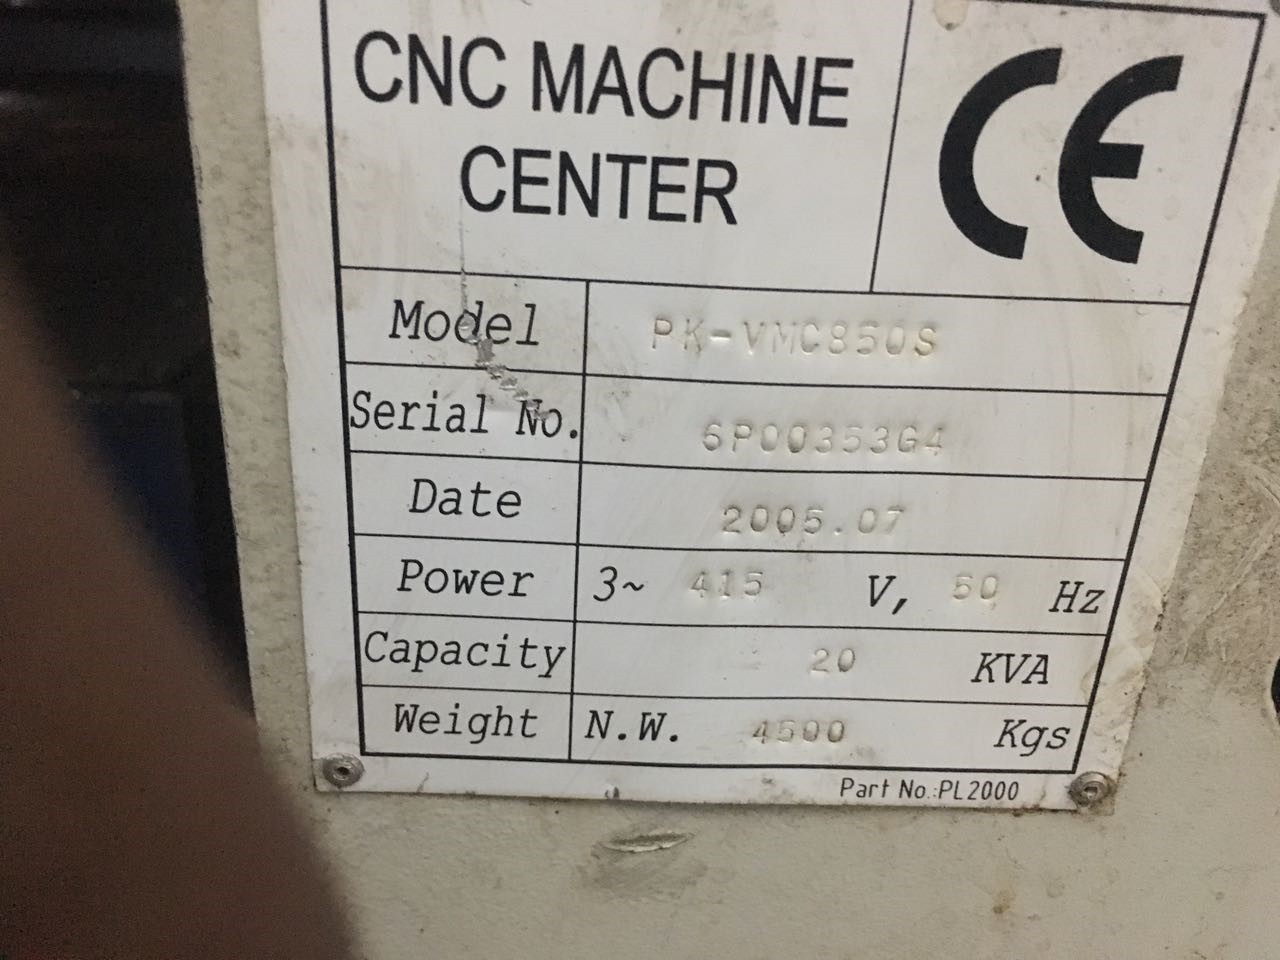 CNC MACHINE
CENTER
CE
Model PK-VMC850S
Serial No. 6P00353G4
Date 2005.07
Power 3~ 415 V, 50 Hz
Capacity 20 KVA
Weight N.W. 4500 Kgs
Part No.:PL2000